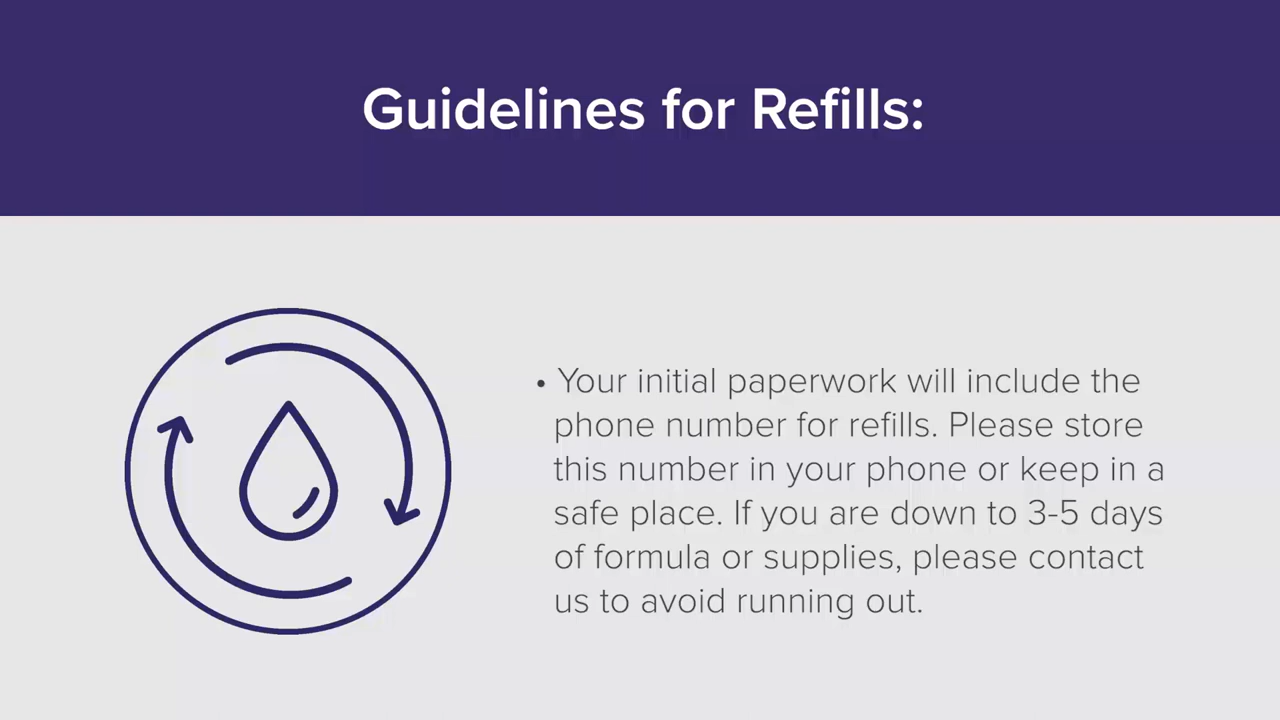 Guidelines for Refills:
• Your initial paperwork will include the
phone number for refills. Please store
this number in your phone or keep in a
safe place. If you are down to 3-5 days
of formula or supplies, please contact
us to avoid running out.